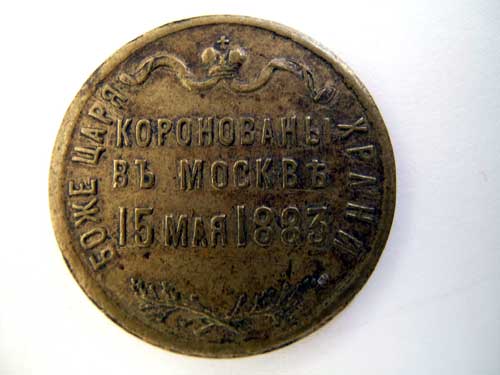 БОЖЕ ЦАРЯ ХРАНИ
КОРОНОВАНЫ
ВЪ МОСКВѢ
15 МАЯ 1883